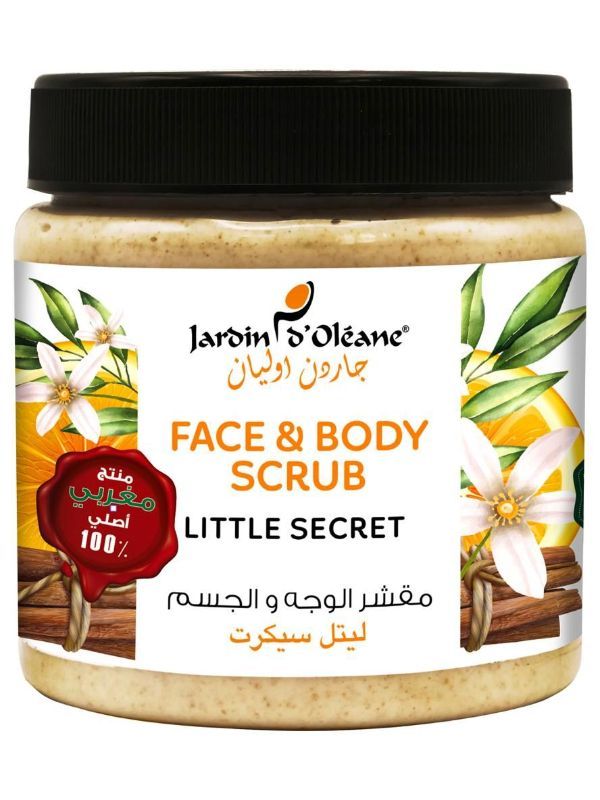 Jardin d'Oléane®
جاردن اوليان
FACE & BODY
SCRUB
LITTLE SECRET
مقشر الوجه و الجسم
ليتل سيكرت
منتج
مغربي
أصلي
100%